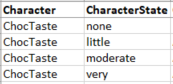 Character CharacterState
ChocTaste none
ChocTaste little
ChocTaste moderate
ChocTaste very